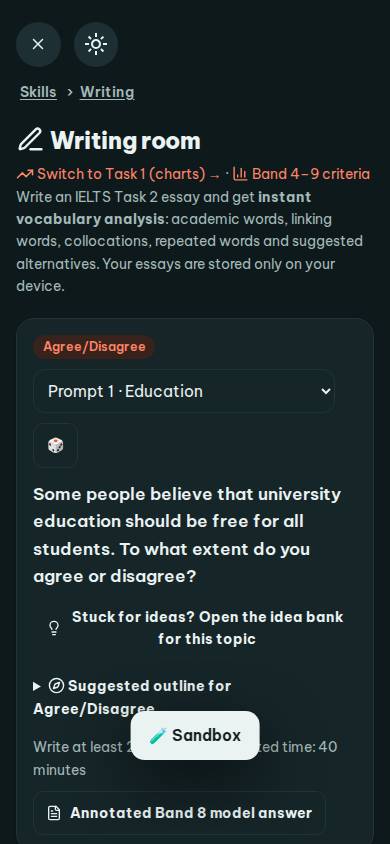 Skills › Writing
Writing room
Switch to Task 1 (charts) → · Band 4–9 criteria
Write an IELTS Task 2 essay and get instant
vocabulary analysis: academic words, linking
words, collocations, repeated words and suggested
alternatives. Your essays are stored only on your
device.
Agree/Disagree
Prompt 1 · Education
Some people believe that university
education should be free for all
students. To what extent do you
agree or disagree?
Stuck for ideas? Open the idea bank
for this topic
Suggested outline for
Agree/Disagree
Sandbox
Write at least time: 40
minutes
Annotated Band 8 model answer